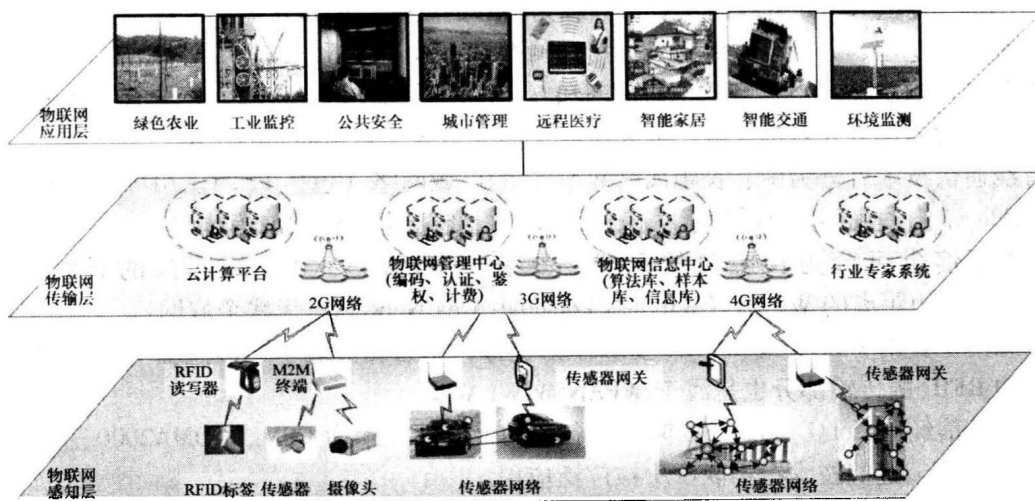 绿色农业 工业监控 公共安全 城市管理 远程医疗 智能家居 智能交通 环境监测
物联网
应用层
云计算平台
2G网络
物联网管理中心
(编码、认证、鉴
权、计费)
3G网络
物联网信息中心
(算法库、样本
库、信息库)
4G网络
行业专家系统
物联网
传输层
RFID
读写器
M2M
终端
传感器网关
传感器网关
物联网
感知层
RFID标签 传感器 摄像头 传感器网络 传感器网络